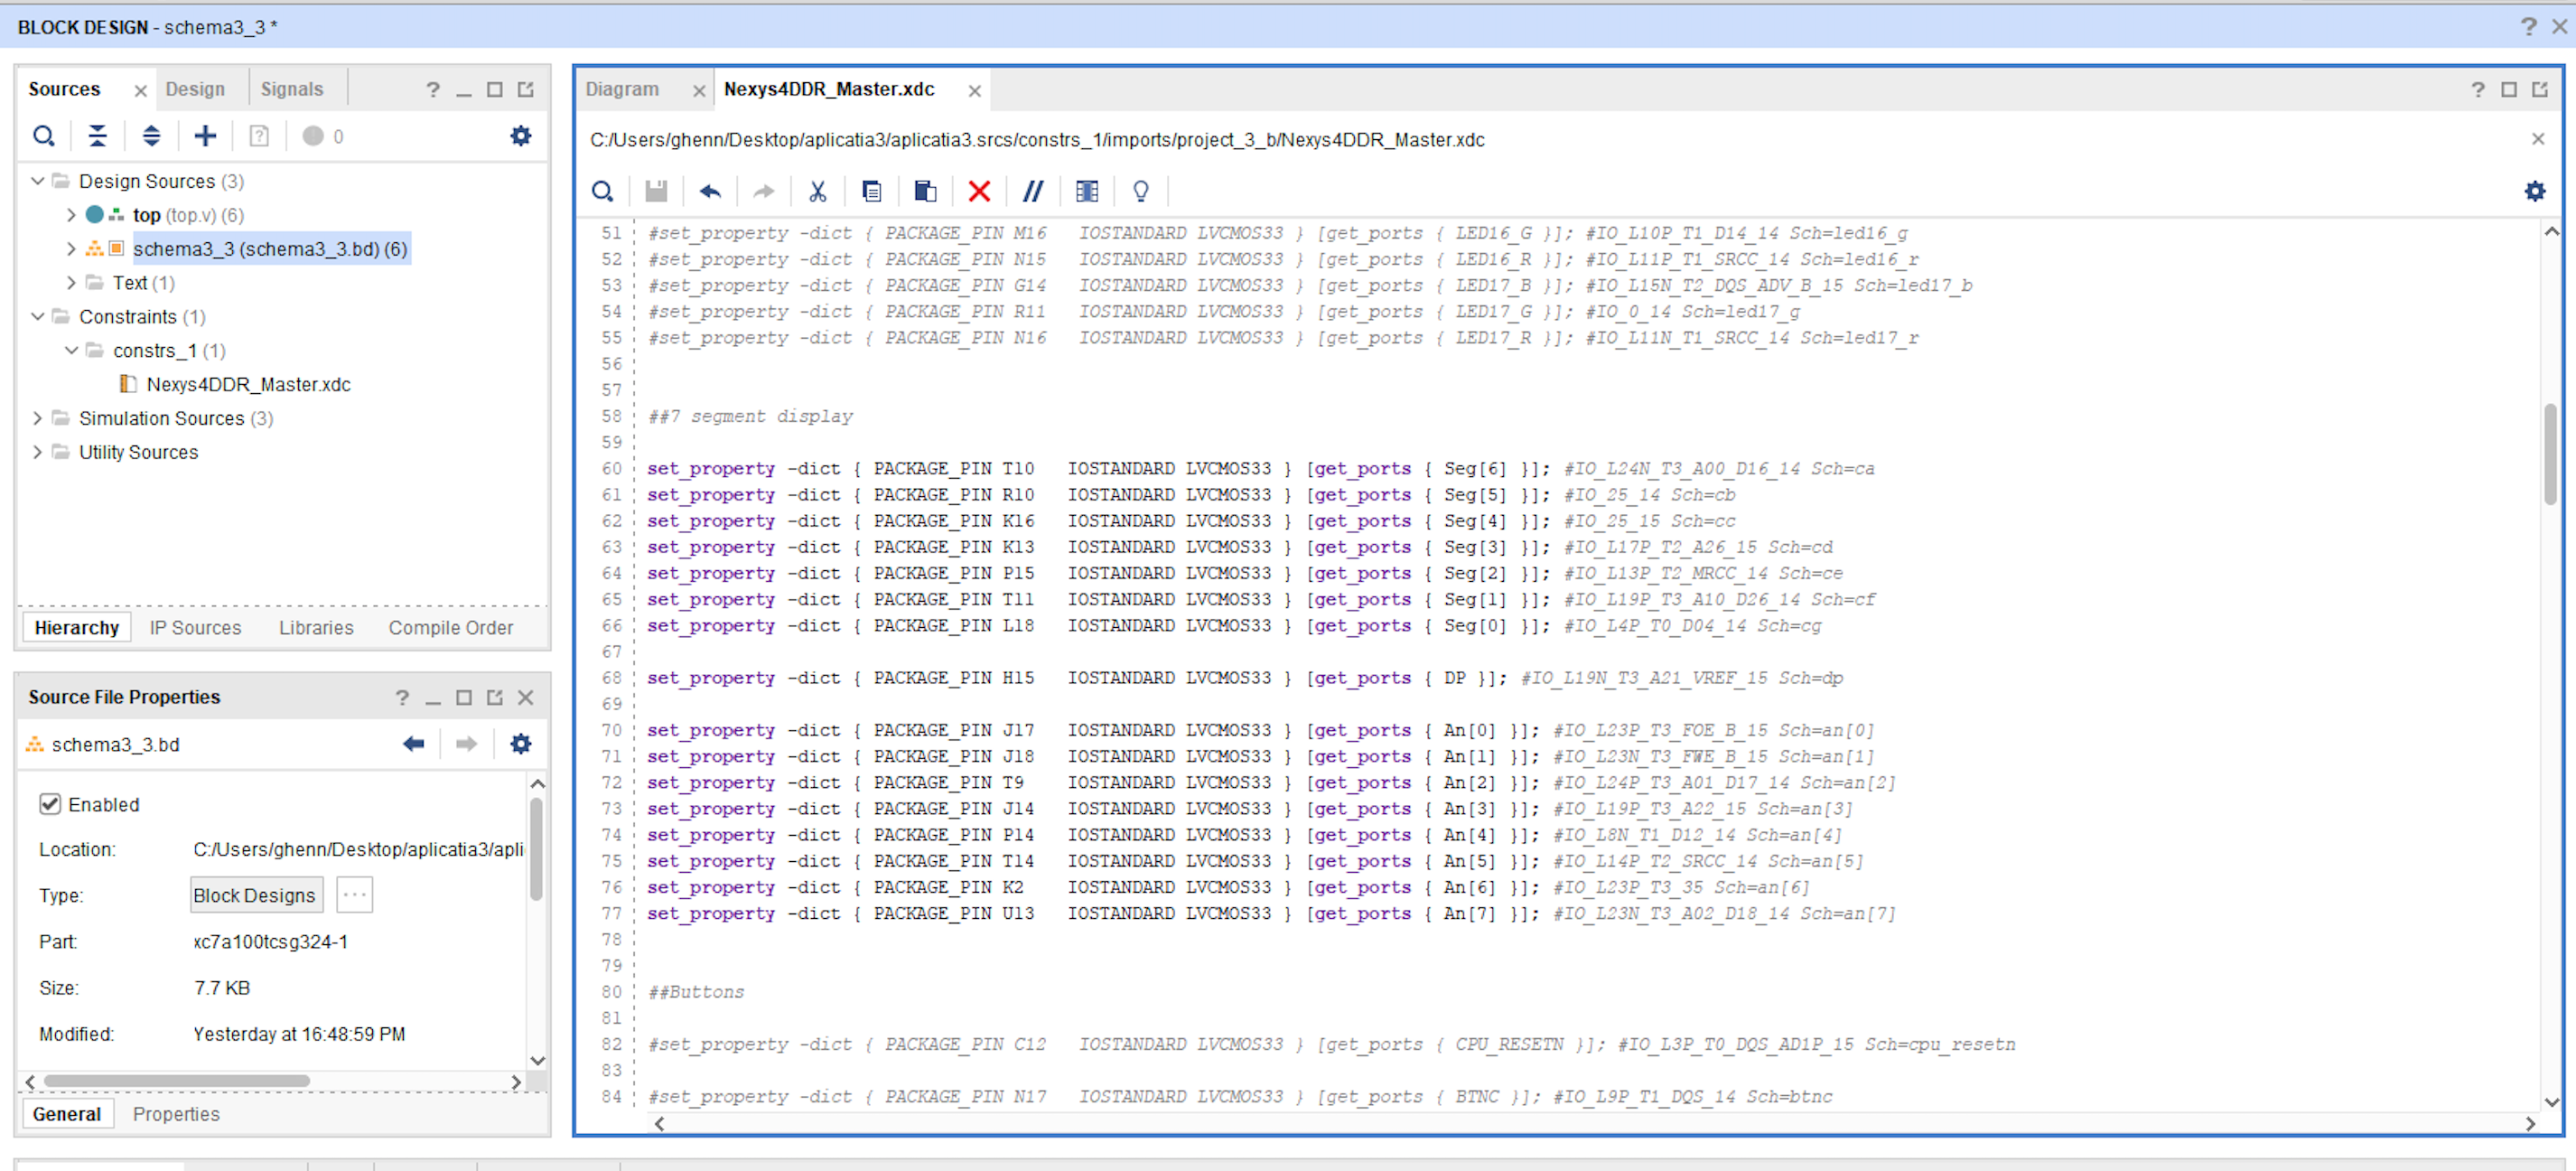 BLOCK DESIGN - schema3_3 *
Sources
Design
Signals
0
Design Sources (3)
top (top.v) (6)
schema3_3 (schema3_3.bd) (6)
Text (1)
Constraints (1)
constrs_1 (1)
Nexys4DDR_Master.xdc
Simulation Sources (3)
Utility Sources
Hierarchy
IP Sources
Libraries
Compile Order
Source File Properties
schema3_3.bd
Enabled
Location: C:/Users/ghenn/Desktop/aplicatia3/apli
Type: Block Designs ...
Part: xc7a100tcsg324-1
Size: 7.7 KB
Modified: Yesterday at 16:48:59 PM
General
Properties
Diagram
Nexys4DDR_Master.xdc
C:/Users/ghenn/Desktop/aplicatia3/aplicatia3.srcs/constrs_1/imports/project_3_b/Nexys4DDR_Master.xdc
51 #set_property -dict { PACKAGE_PIN M16 IOSTANDARD LVCMOS33 } [get_ports { LED16_G }]; #IO_L10P_T1_D14_14 Sch=led16_g
52 #set_property -dict { PACKAGE_PIN N15 IOSTANDARD LVCMOS33 } [get_ports { LED16_R }]; #IO_L11P_T1_SRCC_14 Sch=led16_r
53 #set_property -dict { PACKAGE_PIN G14 IOSTANDARD LVCMOS33 } [get_ports { LED17_B }]; #IO_L15N_T2_DQS_ADV_B_15 Sch=led17_b
54 #set_property -dict { PACKAGE_PIN R11 IOSTANDARD LVCMOS33 } [get_ports { LED17_G }]; #IO_0_14 Sch=led17_g
55 #set_property -dict { PACKAGE_PIN N16 IOSTANDARD LVCMOS33 } [get_ports { LED17_R }]; #IO_L11N_T1_SRCC_14 Sch=led17_r
56
57
58 ##7 segment display
59
60 set_property -dict { PACKAGE_PIN T10 IOSTANDARD LVCMOS33 } [get_ports { Seg[6] }]; #IO_L24N_T3_A00_D16_14 Sch=ca
61 set_property -dict { PACKAGE_PIN R10 IOSTANDARD LVCMOS33 } [get_ports { Seg[5] }]; #IO_25_14 Sch=cb
62 set_property -dict { PACKAGE_PIN K16 IOSTANDARD LVCMOS33 } [get_ports { Seg[4] }]; #IO_25_15 Sch=cc
63 set_property -dict { PACKAGE_PIN K13 IOSTANDARD LVCMOS33 } [get_ports { Seg[3] }]; #IO_L17P_T2_A26_15 Sch=cd
64 set_property -dict { PACKAGE_PIN P15 IOSTANDARD LVCMOS33 } [get_ports { Seg[2] }]; #IO_L13P_T2_MRCC_14 Sch=ce
65 set_property -dict { PACKAGE_PIN T11 IOSTANDARD LVCMOS33 } [get_ports { Seg[1] }]; #IO_L19P_T3_A10_D26_14 Sch=cf
66 set_property -dict { PACKAGE_PIN L18 IOSTANDARD LVCMOS33 } [get_ports { Seg[0] }]; #IO_L4P_T0_D04_14 Sch=cg
67
68 set_property -dict { PACKAGE_PIN H15 IOSTANDARD LVCMOS33 } [get_ports { DP }]; #IO_L19N_T3_A21_VREF_15 Sch=dp
69
70 set_property -dict { PACKAGE_PIN J17 IOSTANDARD LVCMOS33 } [get_ports { An[0] }]; #IO_L23P_T3_FOE_B_15 Sch=an[0]
71 set_property -dict { PACKAGE_PIN J18 IOSTANDARD LVCMOS33 } [get_ports { An[1] }]; #IO_L23N_T3_FWE_B_15 Sch=an[1]
72 set_property -dict { PACKAGE_PIN T9 IOSTANDARD LVCMOS33 } [get_ports { An[2] }]; #IO_L24P_T3_A01_D17_14 Sch=an[2]
73 set_property -dict { PACKAGE_PIN J14 IOSTANDARD LVCMOS33 } [get_ports { An[3] }]; #IO_L19P_T3_A22_15 Sch=an[3]
74 set_property -dict { PACKAGE_PIN P14 IOSTANDARD LVCMOS33 } [get_ports { An[4] }]; #IO_L8N_T1_D12_14 Sch=an[4]
75 set_property -dict { PACKAGE_PIN T14 IOSTANDARD LVCMOS33 } [get_ports { An[5] }]; #IO_L14P_T2_SRCC_14 Sch=an[5]
76 set_property -dict { PACKAGE_PIN K2 IOSTANDARD LVCMOS33 } [get_ports { An[6] }]; #IO_L23P_T3_35 Sch=an[6]
77 set_property -dict { PACKAGE_PIN U13 IOSTANDARD LVCMOS33 } [get_ports { An[7] }]; #IO_L23N_T3_A02_D18_14 Sch=an[7]
78
79
80 ##Buttons
81
82 #set_property -dict { PACKAGE_PIN C12 IOSTANDARD LVCMOS33 } [get_ports { CPU_RESETN }]; #IO_L3P_T0_DQS_AD1P_15 Sch=cpu_resetn
83
84 #set_property -dict { PACKAGE_PIN N17 IOSTANDARD LVCMOS33 } [get_ports { BTNC }]; #IO_L9P_T1_DQS_14 Sch=btnc